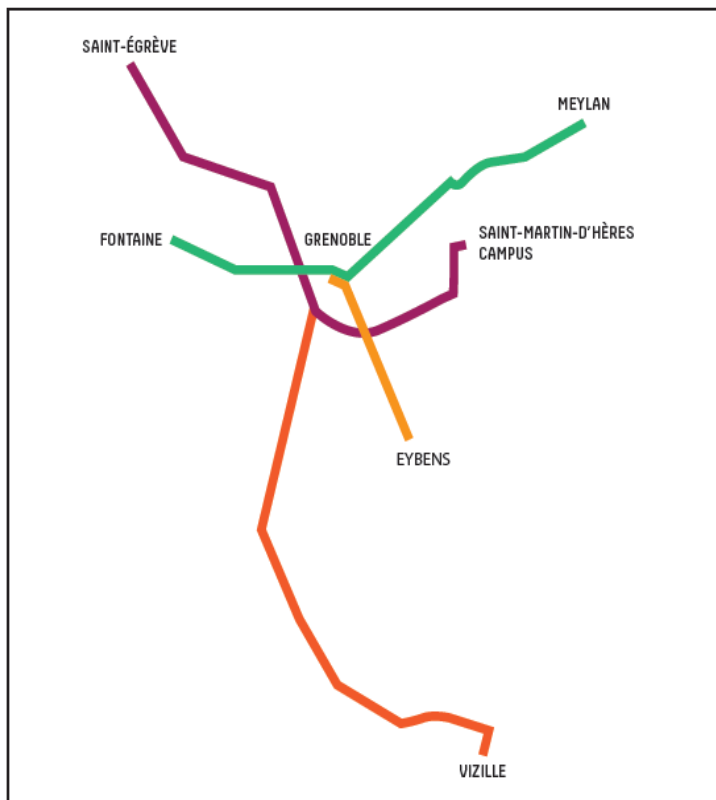 SAINT-ÉGRÈVE
MEYLAN
FONTAINE
GRENOBLE
SAINT-MARTIN-D'HÈRES
CAMPUS
EYBENS
VIZILLE